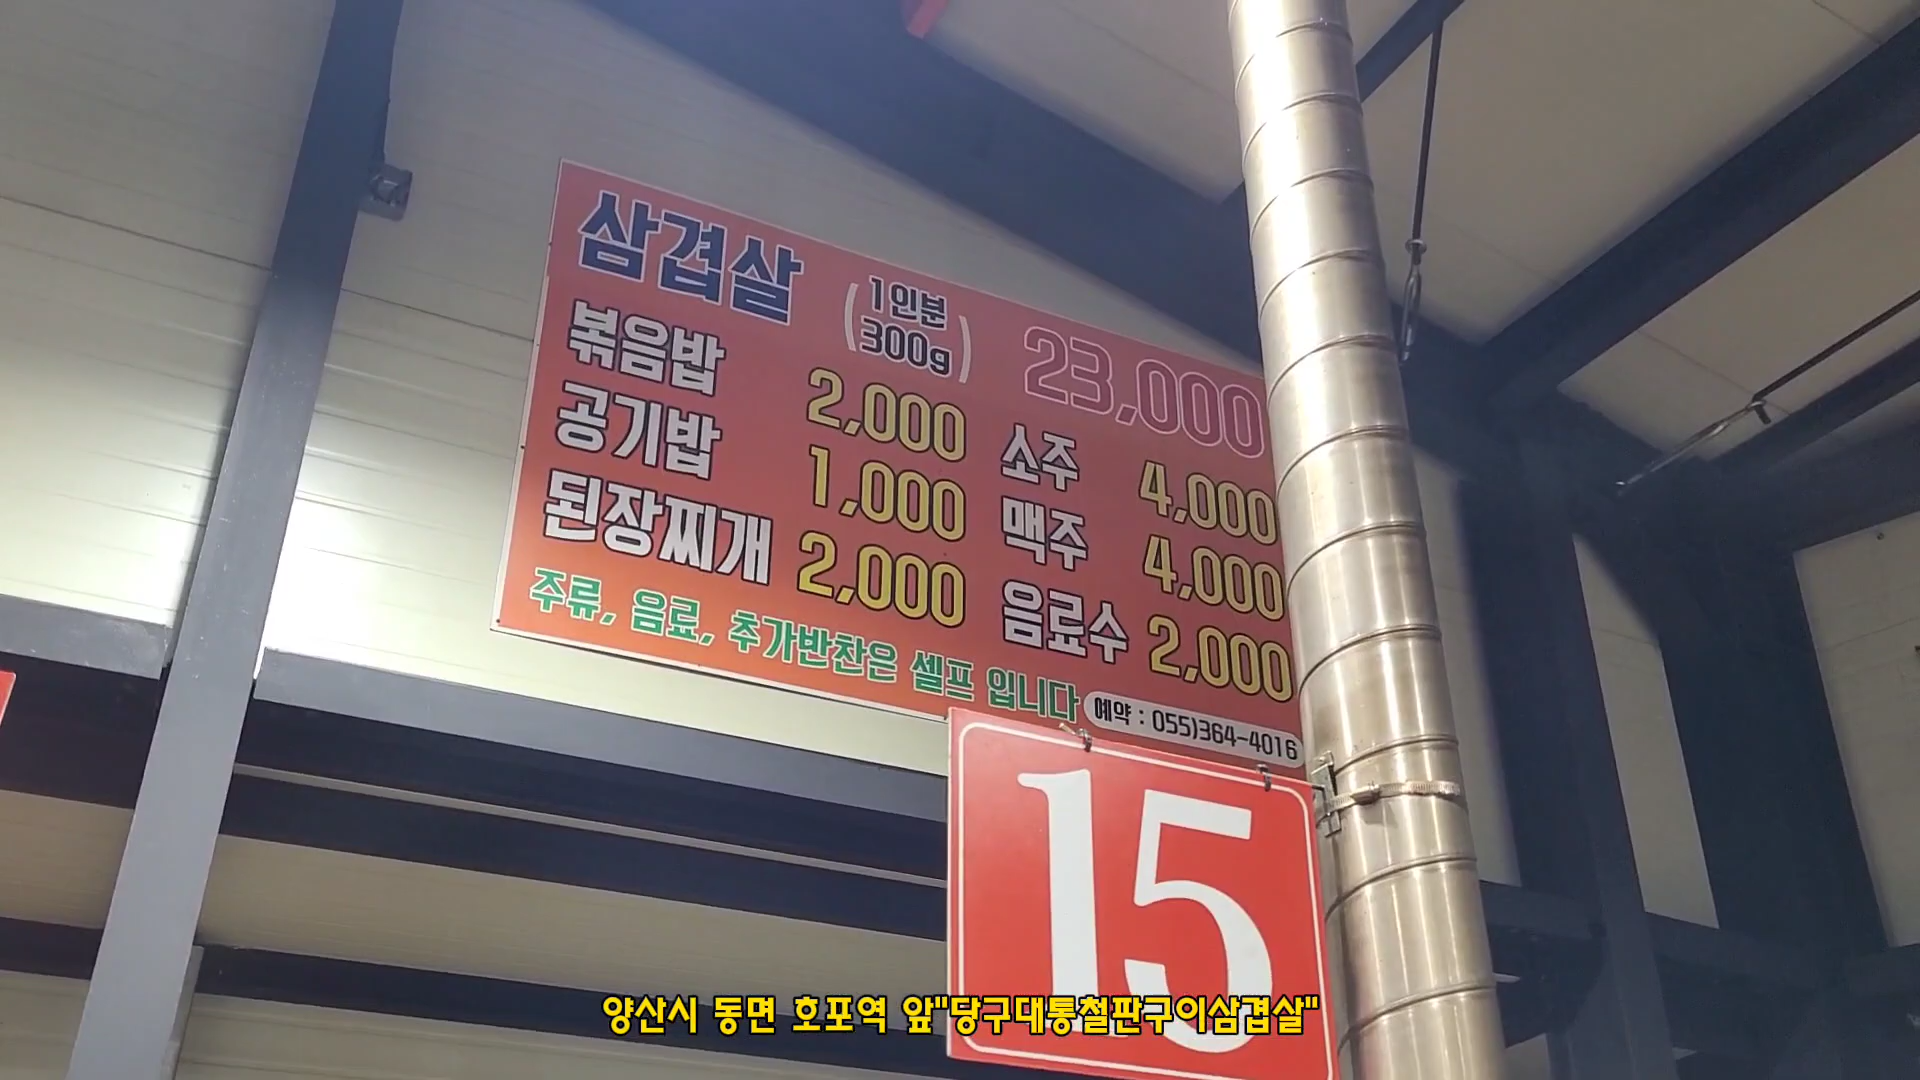 삼겹살 (1인분 300g) 23,000
볶음밥 2,000 소주 4,000
공기밥 1,000 맥주 4,000
된장찌개 2,000 음료수 2,000
주류, 음료, 추가반찬은 셀프 입니다
예약 : 055)364-4016
15
양산시 동면 호포역 앞"당구대통철판구이삼겹살"